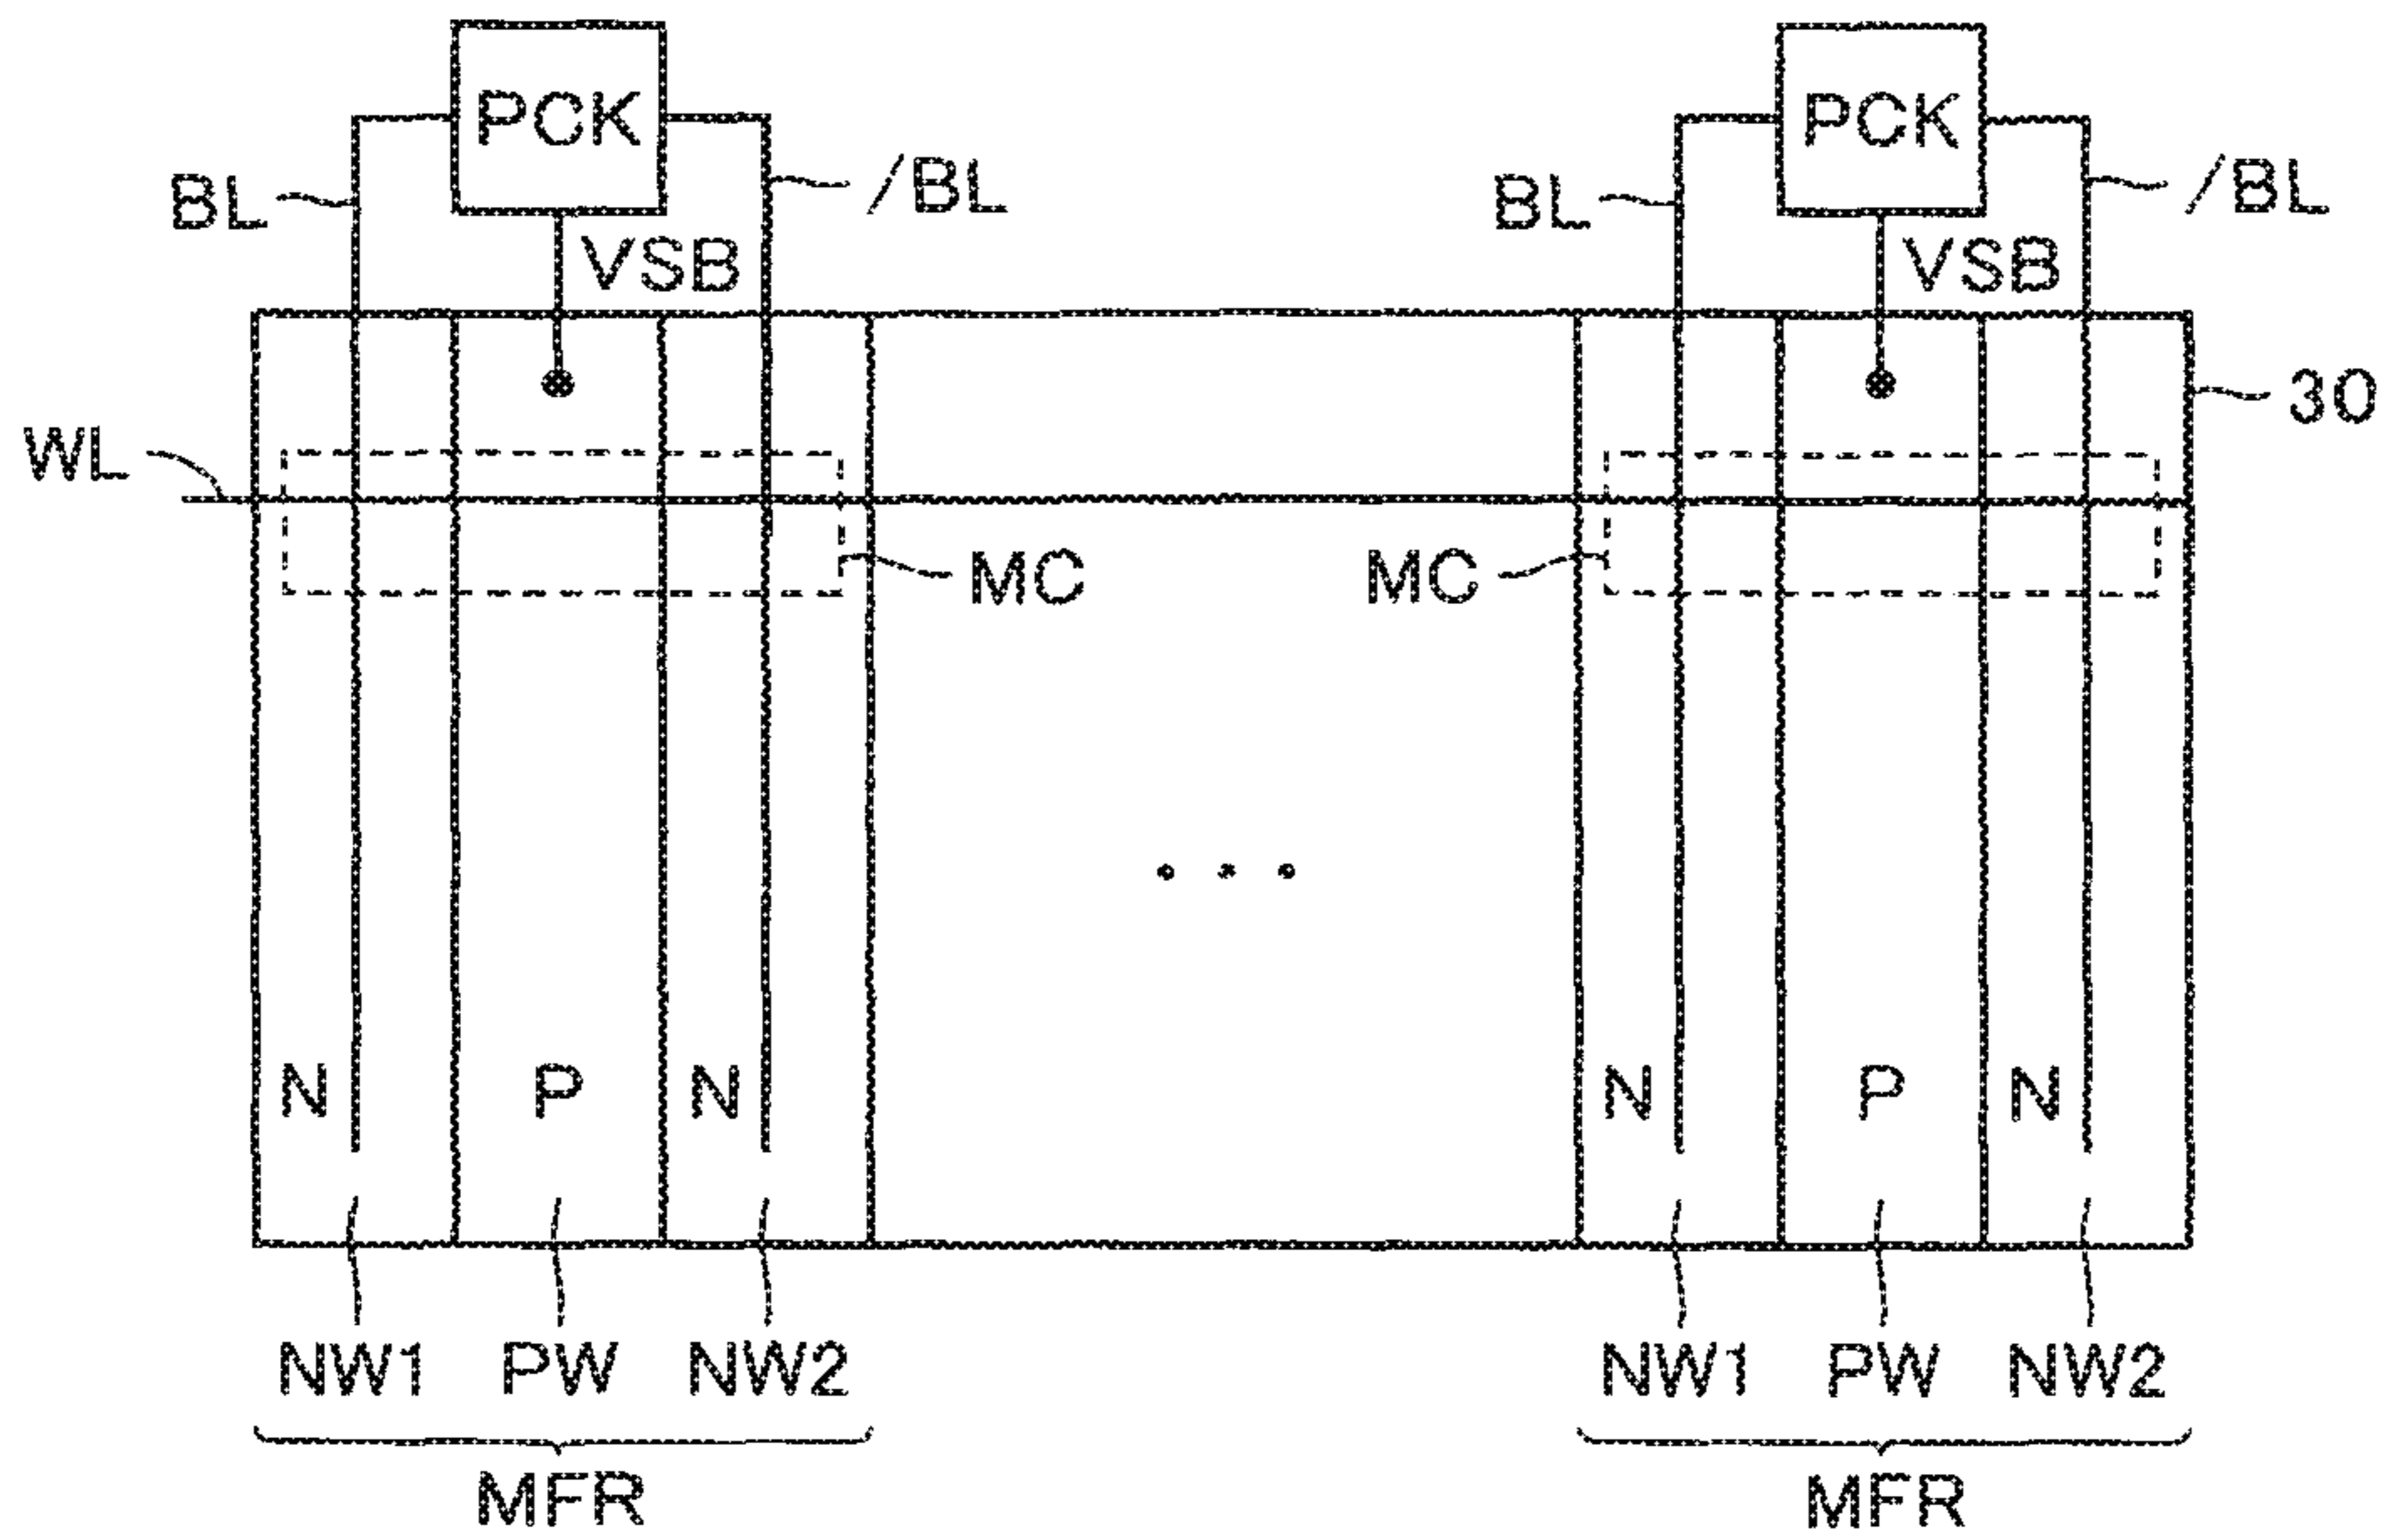 PCK PCK
BL /BL BL /BL
VSB VSB
30
WL
MC MC
. . .
N P N N P N
NW1 PW NW2 NW1 PW NW2
MFR MFR